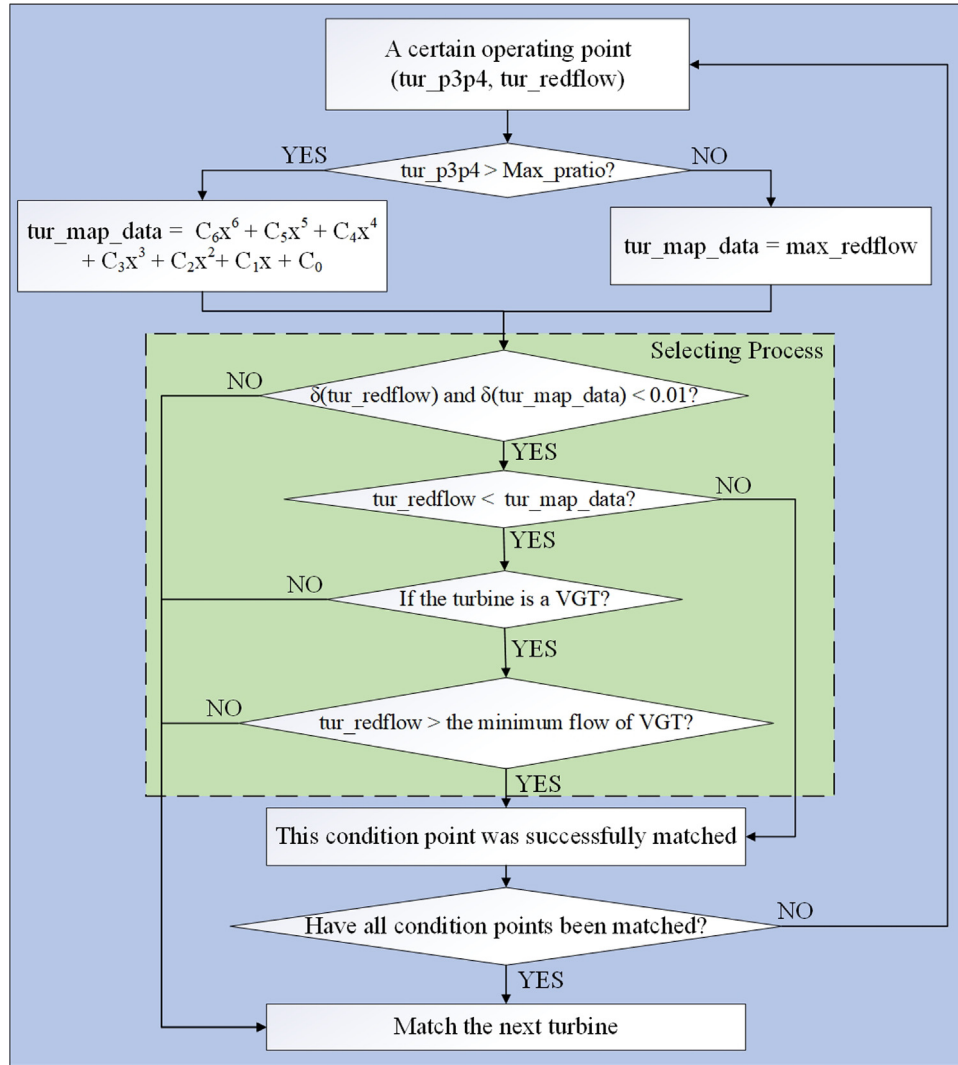 A certain operating point
(tur_p3p4, tur_redflow)
YES
NO
tur_p3p4 > Max_pratio?
tur_map_data = C₆x⁶ + C₅x⁵ + C₄x⁴
+ C₃x³ + C₂x² + C₁x + C₀
tur_map_data = max_redflow
Selecting Process
NO
δ(tur_redflow) and δ(tur_map_data) < 0.01?
YES
NO
tur_redflow < tur_map_data?
YES
NO
If the turbine is a VGT?
YES
NO
tur_redflow > the minimum flow of VGT?
YES
This condition point was successfully matched
NO
Have all condition points been matched?
YES
Match the next turbine